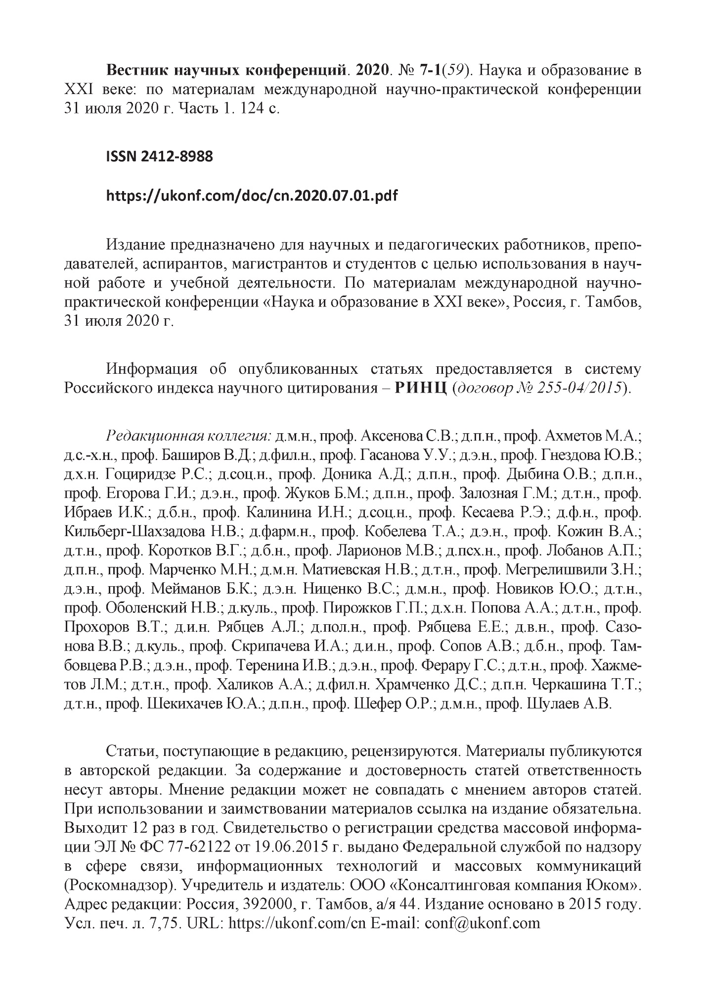 Вестник научных конференций. 2020. № 7-1(59). Наука и образование в
XXI веке: по материалам международной научно-практической конференции
31 июля 2020 г. Часть 1. 124 с.
ISSN 2412-8988
https://ukonf.com/doc/cn.2020.07.01.pdf
Издание предназначено для научных и педагогических работников, препо-
давателей, аспирантов, магистрантов и студентов с целью использования в науч-
ной работе и учебной деятельности. По материалам международной научно-
практической конференции «Наука и образование в XXI веке», Россия, г. Тамбов,
31 июля 2020 г.
Информация об опубликованных статьях предоставляется в систему
Российского индекса научного цитирования – РИНЦ (договор № 255-04/2015).
Редакционная коллегия: д.м.н., проф. Аксенова С.В.; д.п.н., проф. Ахметов М.А.;
д.с.-х.н., проф. Баширов В.Д.; д.фил.н., проф. Гасанова У.У.; д.э.н., проф. Гнездова Ю.В.;
д.х.н. Гоциридзе Р.С.; д.соц.н., проф. Доника А.Д.; д.п.н., проф. Дыбина О.В.; д.п.н.,
проф. Егорова Г.И.; д.э.н., проф. Жуков Б.М.; д.п.н., проф. Залозная Г.М.; д.т.н., проф.
Ибраев И.К.; д.б.н., проф. Калинина И.Н.; д.соц.н., проф. Кесаева Р.Э.; д.ф.н., проф.
Кильберг-Шахзадова Н.В.; д.фарм.н., проф. Кобелева Т.А.; д.э.н., проф. Кожин В.А.;
д.т.н., проф. Коротков В.Г.; д.б.н., проф. Ларионов М.В.; д.псх.н., проф. Лобанов А.П.;
д.п.н., проф. Марченко М.Н.; д.м.н. Матиевская Н.В.; д.т.н., проф. Мегрелишвили З.Н.;
д.э.н., проф. Мейманов Б.К.; д.э.н. Ниценко В.С.; д.м.н., проф. Новиков Ю.О.; д.т.н.,
проф. Оболенский Н.В.; д.куль., проф. Пирожков Г.П.; д.х.н. Попова А.А.; д.т.н., проф.
Прохоров В.Т.; д.и.н. Рябцев А.Л.; д.пол.н., проф. Рябцева Е.Е.; д.в.н., проф. Сазо-
нова В.В.; д.куль., проф. Скрипачева И.А.; д.и.н., проф. Сопов А.В.; д.б.н., проф. Там-
бовцева Р.В.; д.э.н., проф. Теренина И.В.; д.э.н., проф. Ферару Г.С.; д.т.н., проф. Хажме-
тов Л.М.; д.т.н., проф. Халиков А.А.; д.фил.н. Храмченко Д.С.; д.п.н. Черкашина Т.Т.;
д.т.н., проф. Шекихачев Ю.А.; д.п.н., проф. Шефер О.Р.; д.м.н., проф. Шулаев А.В.
Статьи, поступающие в редакцию, рецензируются. Материалы публикуются
в авторской редакции. За содержание и достоверность статей ответственность
несут авторы. Мнение редакции может не совпадать с мнением авторов статей.
При использовании и заимствовании материалов ссылка на издание обязательна.
Выходит 12 раз в год. Свидетельство о регистрации средства массовой информа-
ции ЭЛ № ФС 77-62122 от 19.06.2015 г. выдано Федеральной службой по надзору
в сфере связи, информационных технологий и массовых коммуникаций
(Роскомнадзор). Учредитель и издатель: ООО «Консалтинговая компания Юком».
Адрес редакции: Россия, 392000, г. Тамбов, а/я 44. Издание основано в 2015 году.
Усл. печ. л. 7,75. URL: https://ukonf.com/cn E-mail: conf@ukonf.com